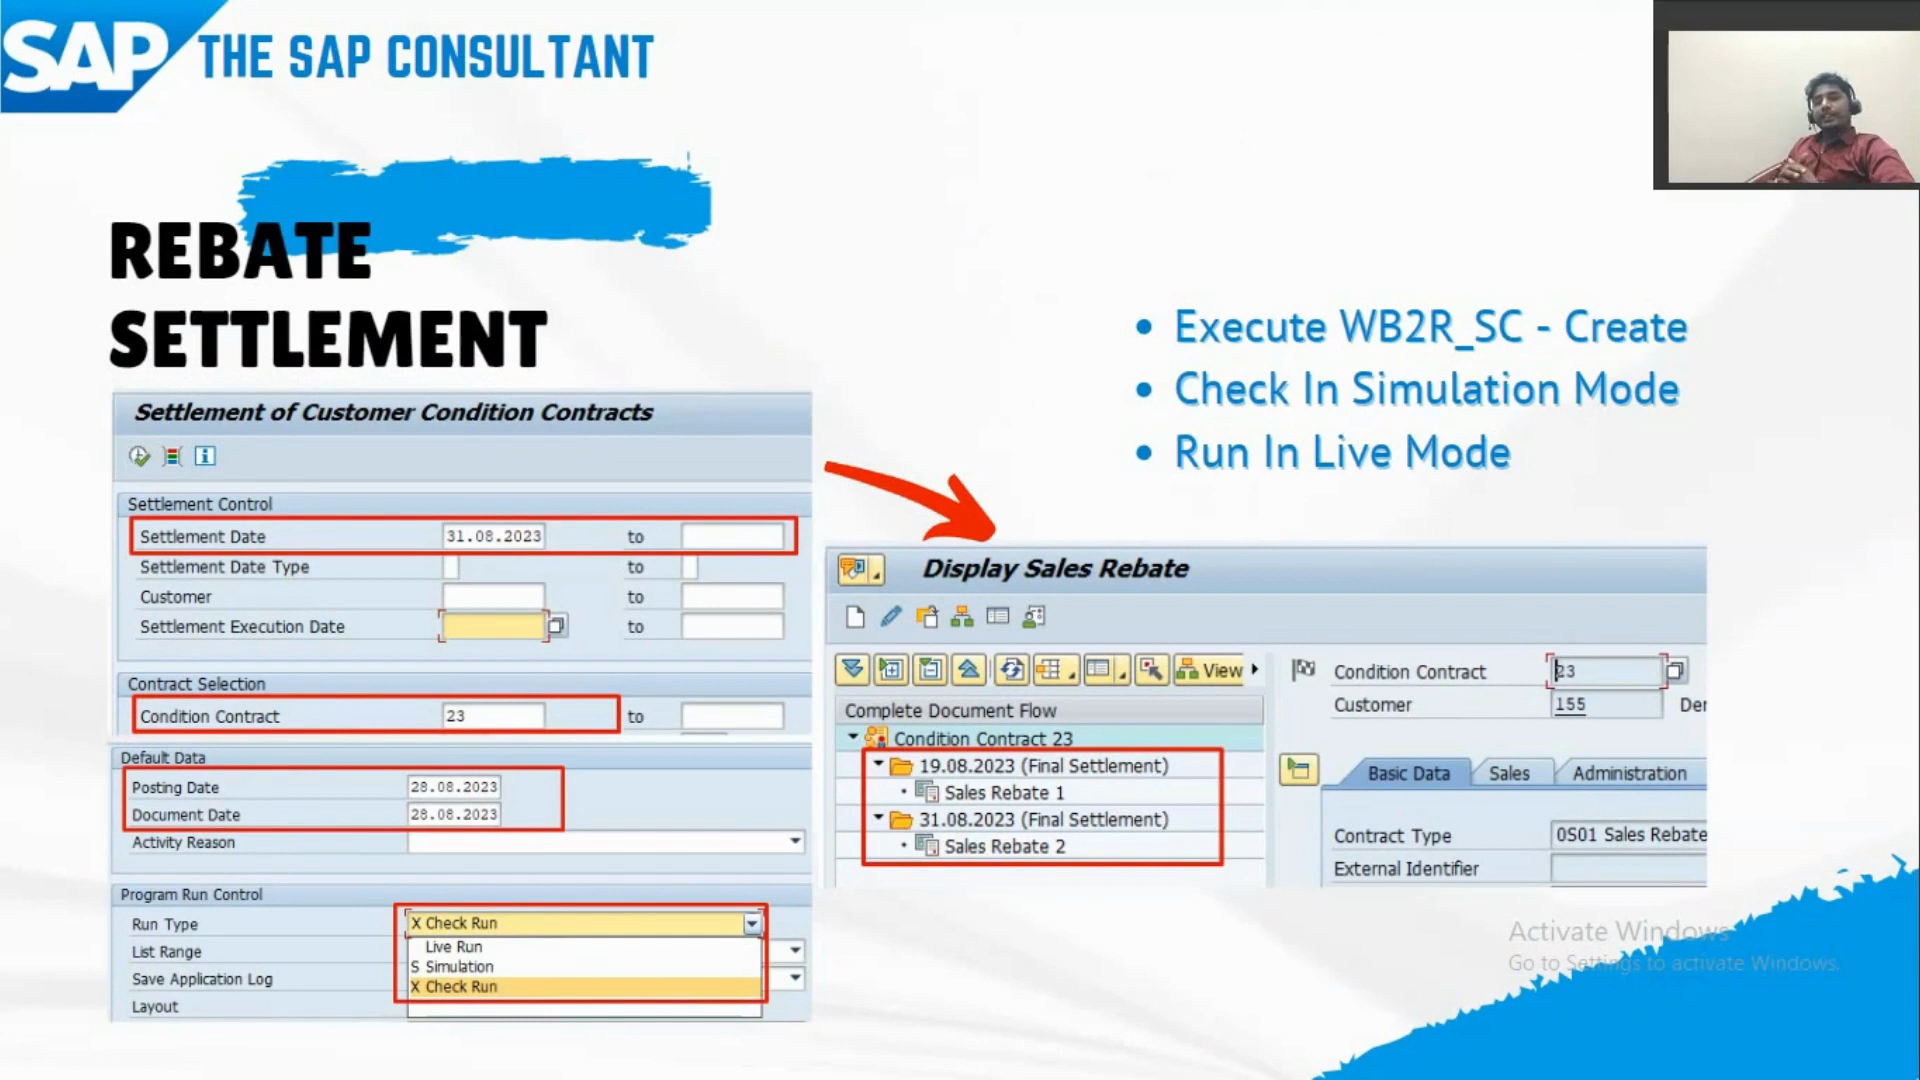 SAP THE SAP CONSULTANT
REBATE
SETTLEMENT
• Execute WB2R_SC - Create
• Check In Simulation Mode
• Run In Live Mode
Settlement of Customer Condition Contracts
Settlement Control
Settlement Date 31.08.2023 to
Settlement Date Type to
Customer to
Settlement Execution Date to
Contract Selection
Condition Contract 23 to
Default Data
Posting Date 28.08.2023
Document Date 28.08.2023
Activity Reason
Program Run Control
Run Type X Check Run
Live Run
List Range
S Simulation
Save Application Log
X Check Run
Layout
Display Sales Rebate
View
Complete Document Flow
Condition Contract 23
19.08.2023 (Final Settlement)
• Sales Rebate 1
31.08.2023 (Final Settlement)
• Sales Rebate 2
Condition Contract 23
Customer 155 Der
Basic Data Sales Administration
Contract Type 0S01 Sales Rebate
External Identifier
Activate Windows
Go to Settings to activate Windows.